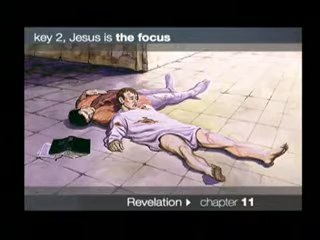 key 2, Jesus is the focus
Revelation ▶ chapter 11